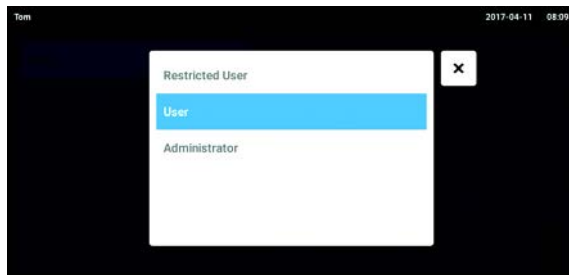 Tom 2017-04-11 08:09
Restricted User
User
Administrator